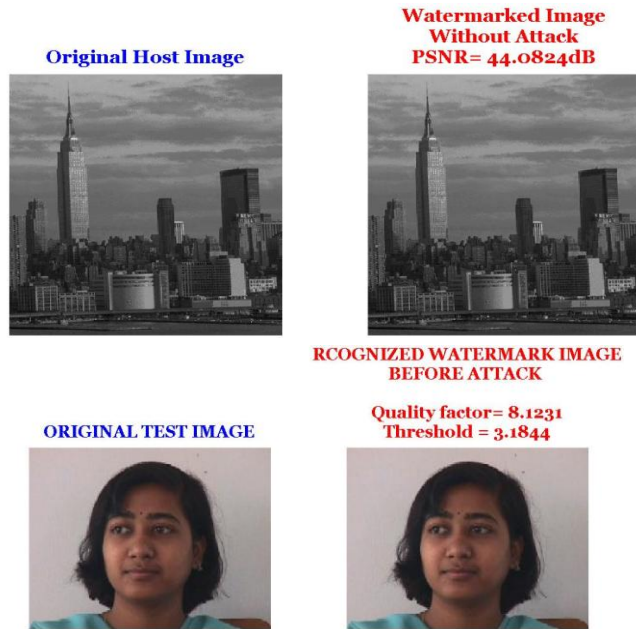 Original Host Image
Watermarked Image
Without Attack
PSNR= 44.0824dB
RCOGNIZED WATERMARK IMAGE
BEFORE ATTACK
ORIGINAL TEST IMAGE
Quality factor= 8.1231
Threshold = 3.1844